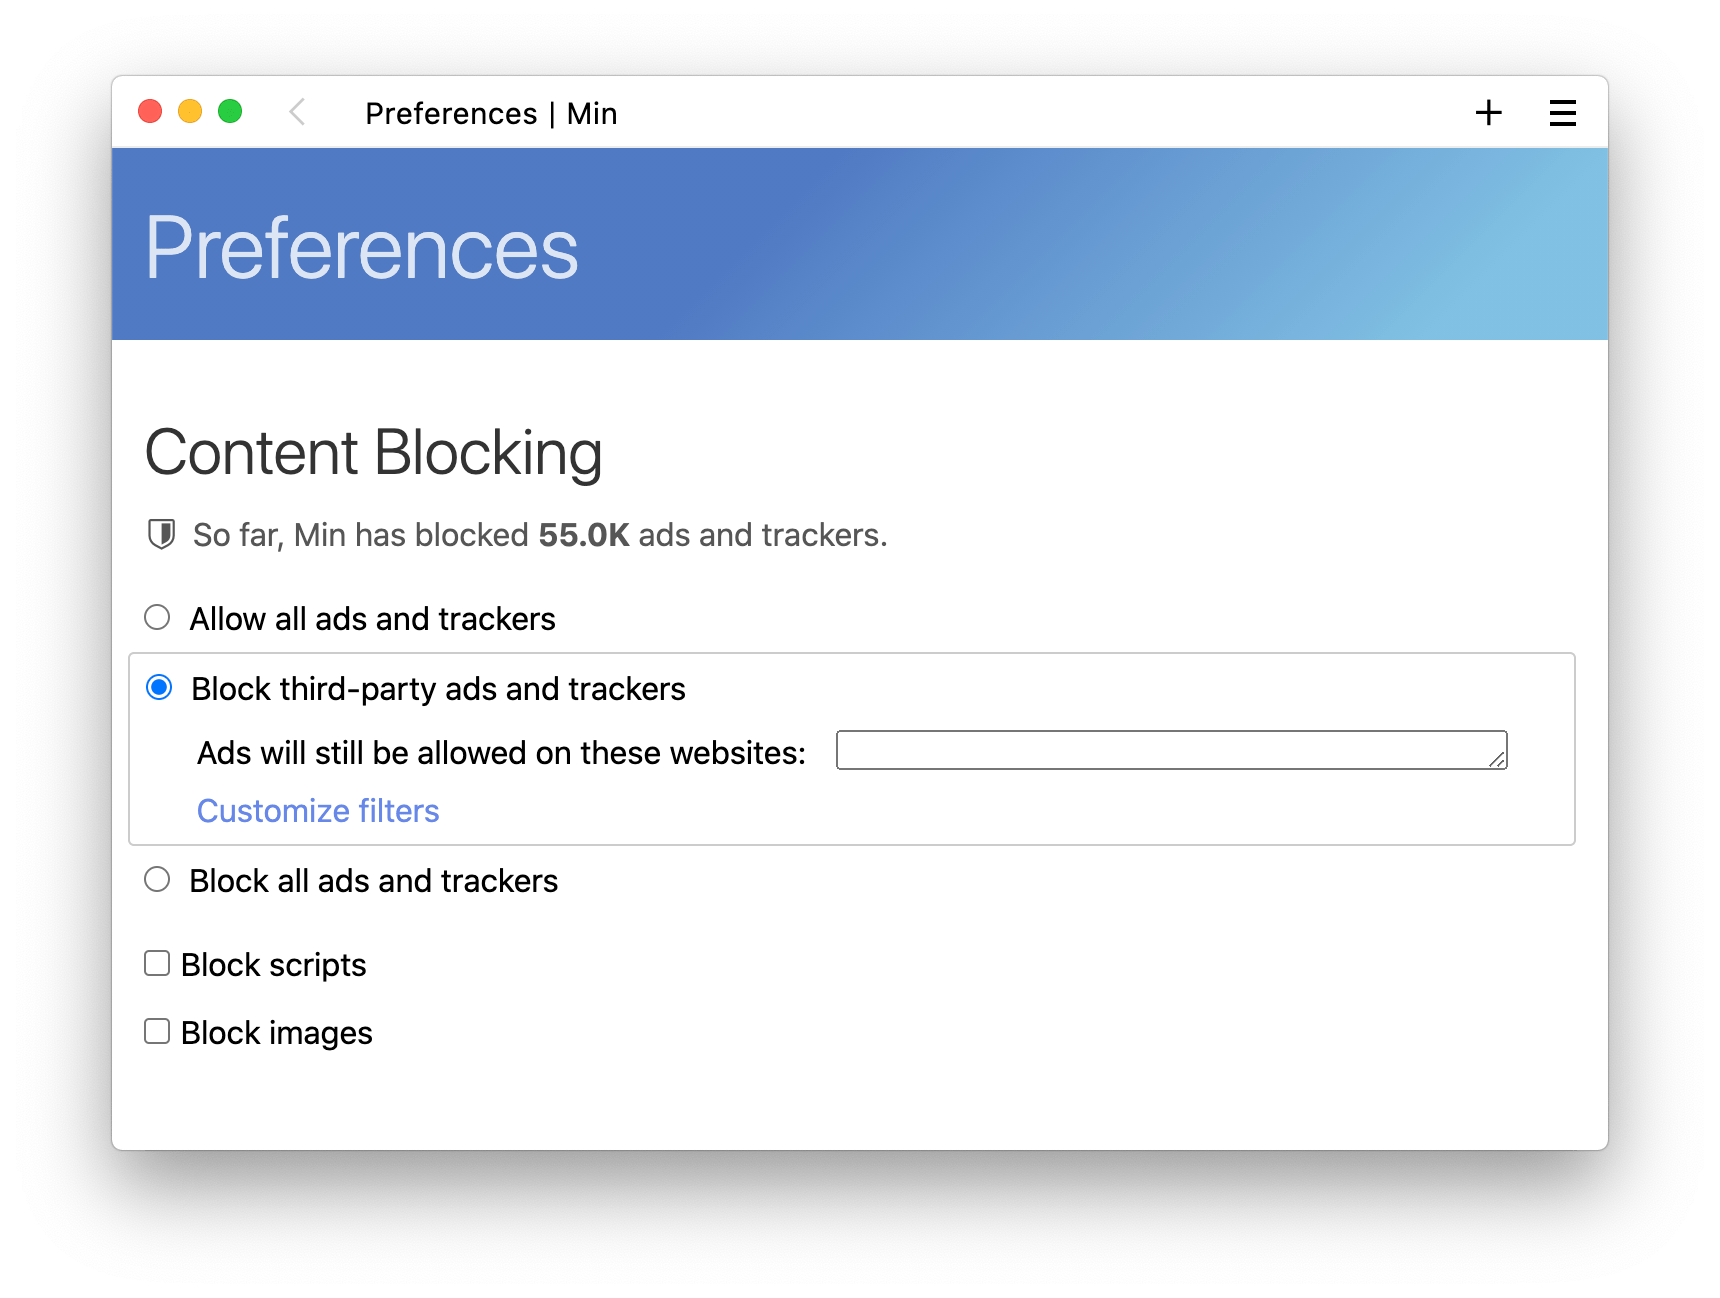 Preferences | Min
Preferences
Content Blocking
So far, Min has blocked 55.0K ads and trackers.
Allow all ads and trackers
Block third-party ads and trackers
Ads will still be allowed on these websites:
Customize filters
Block all ads and trackers
Block scripts
Block images